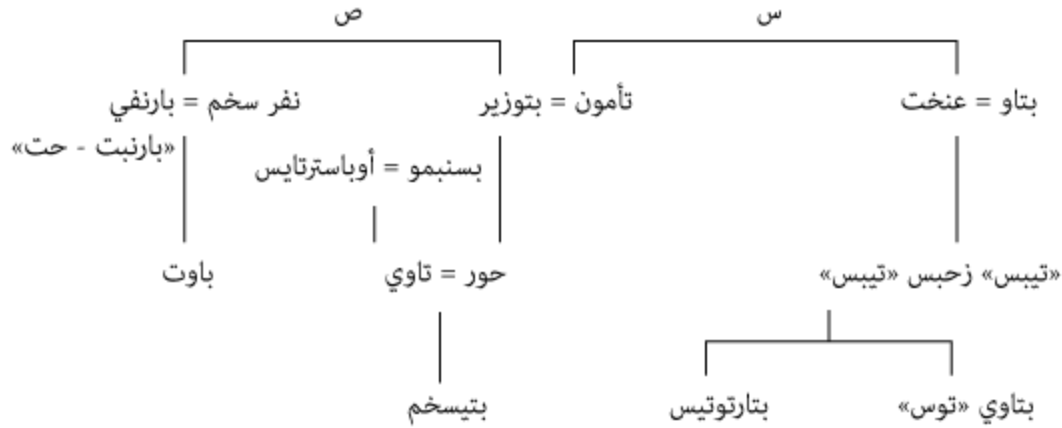 س
ص
بتاو = عنخت
تأمون = بتوزير
نفر سخم = بارنفي
«بارنبت - حت»
بسنبمو = أوباسترتايس
«تيبس» زحبس «تيبس»
حور = تاوي
باوت
بتاوي «توس»
بتارتوتيس
بتيسخم